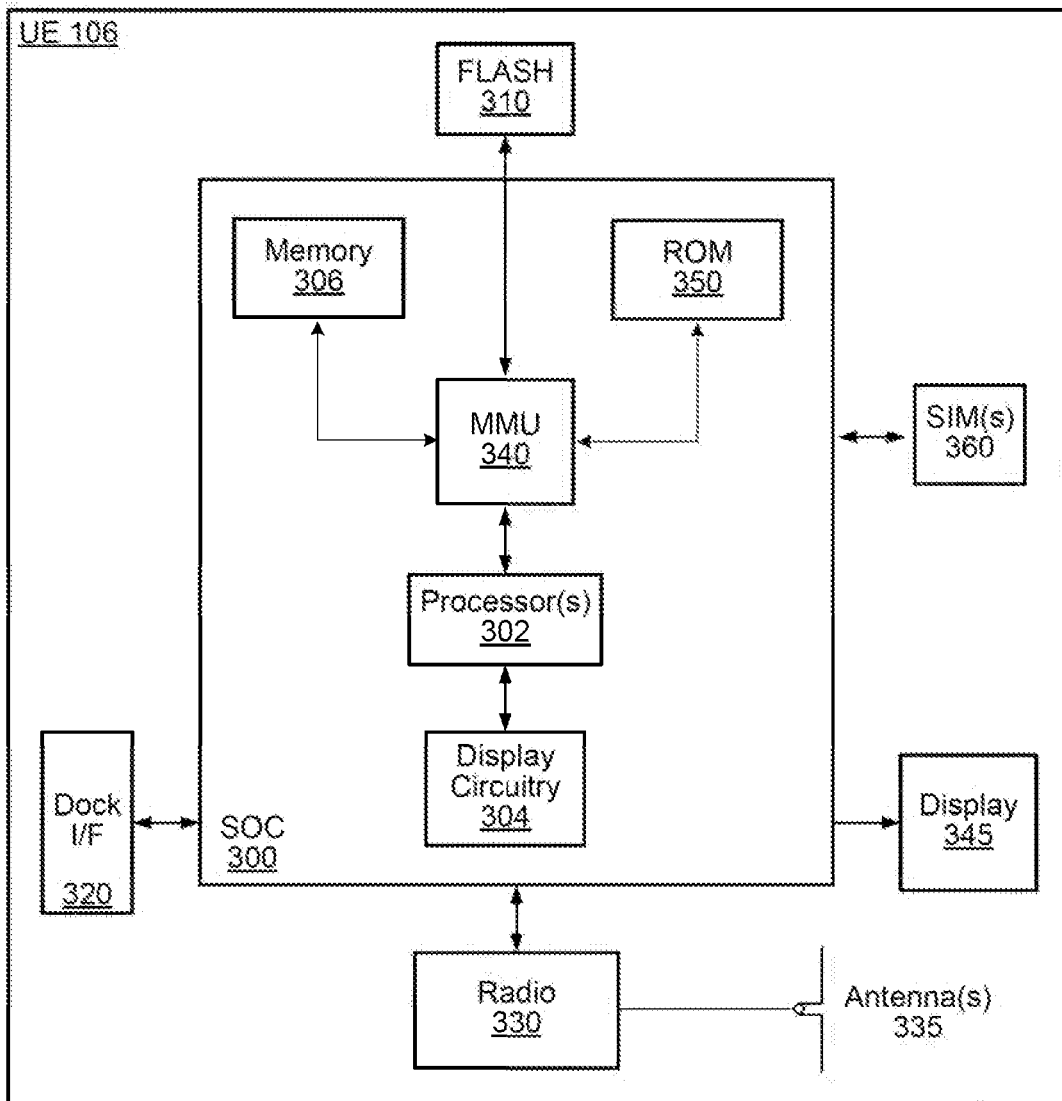 UE 106
FLASH
310
Memory
306
ROM
350
MMU
340
SIM(s)
360
Processor(s)
302
Display
Circuitry
304
Dock
I/F
320
SOC
300
Display
345
Radio
330
Antenna(s)
335